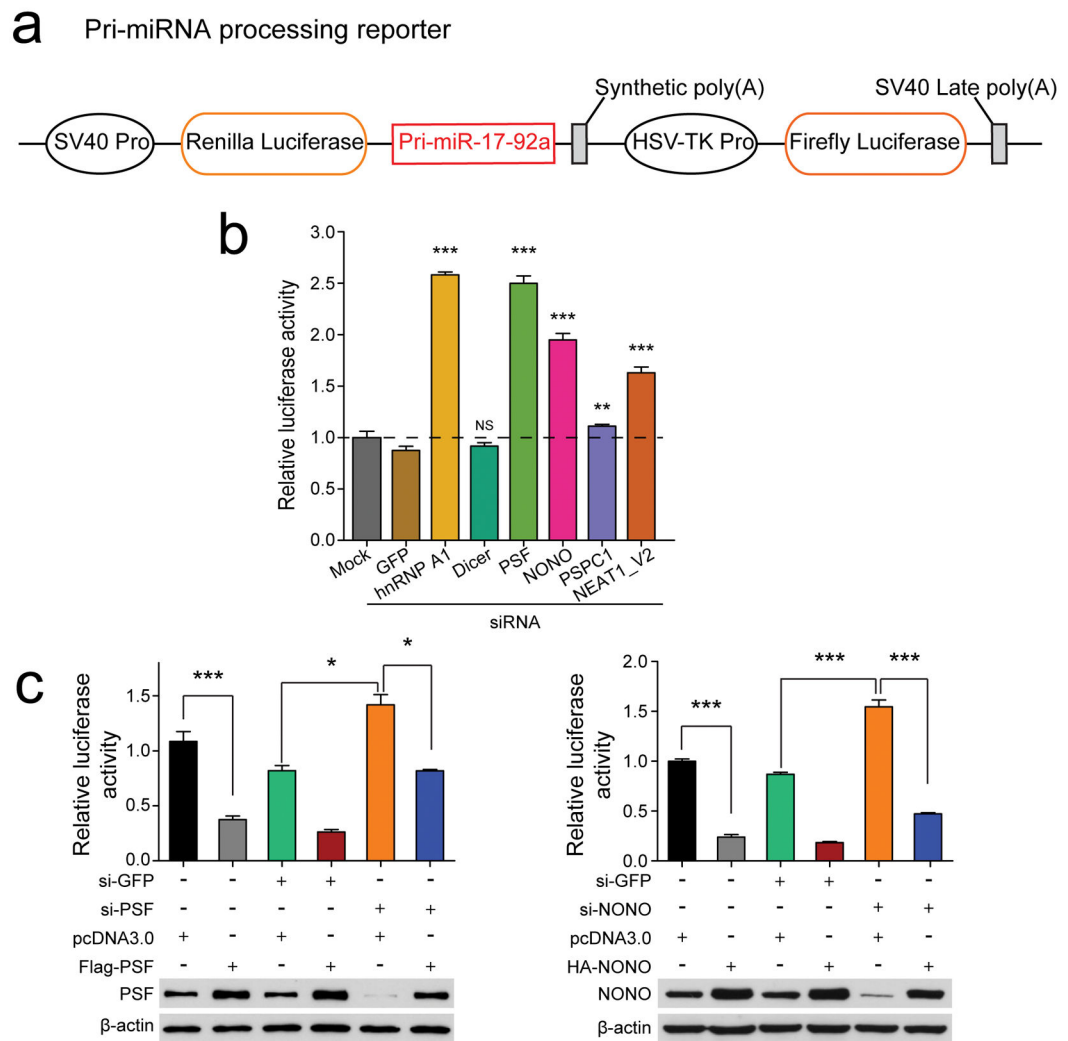 a Pri-miRNA processing reporter
Synthetic poly(A) SV40 Late poly(A)
SV40 Pro Renilla Luciferase Pri-miR-17-92a HSV-TK Pro Firefly Luciferase
b
Relative luciferase activity
3.0
2.5
2.0
1.5
1.0
0.5
0.0
*** NS *** *** ** ***
Mock GFP hnRNP A1 Dicer PSF NONO PSPC1 NEAT1_V2
siRNA
c
Relative luciferase
activity
1.5
1.0
0.5
0.0
*** * *
si-GFP - - + + - -
si-PSF - - - - + +
pcDNA3.0 + - + - + -
Flag-PSF - + - + - +
PSF
β-actin
Relative luciferase
activity
2.0
1.5
1.0
0.5
0.0
*** *** ***
si-GFP - - + + - -
si-NONO - - - - + +
pcDNA3.0 + - + - + -
HA-NONO - + - + - +
NONO
β-actin